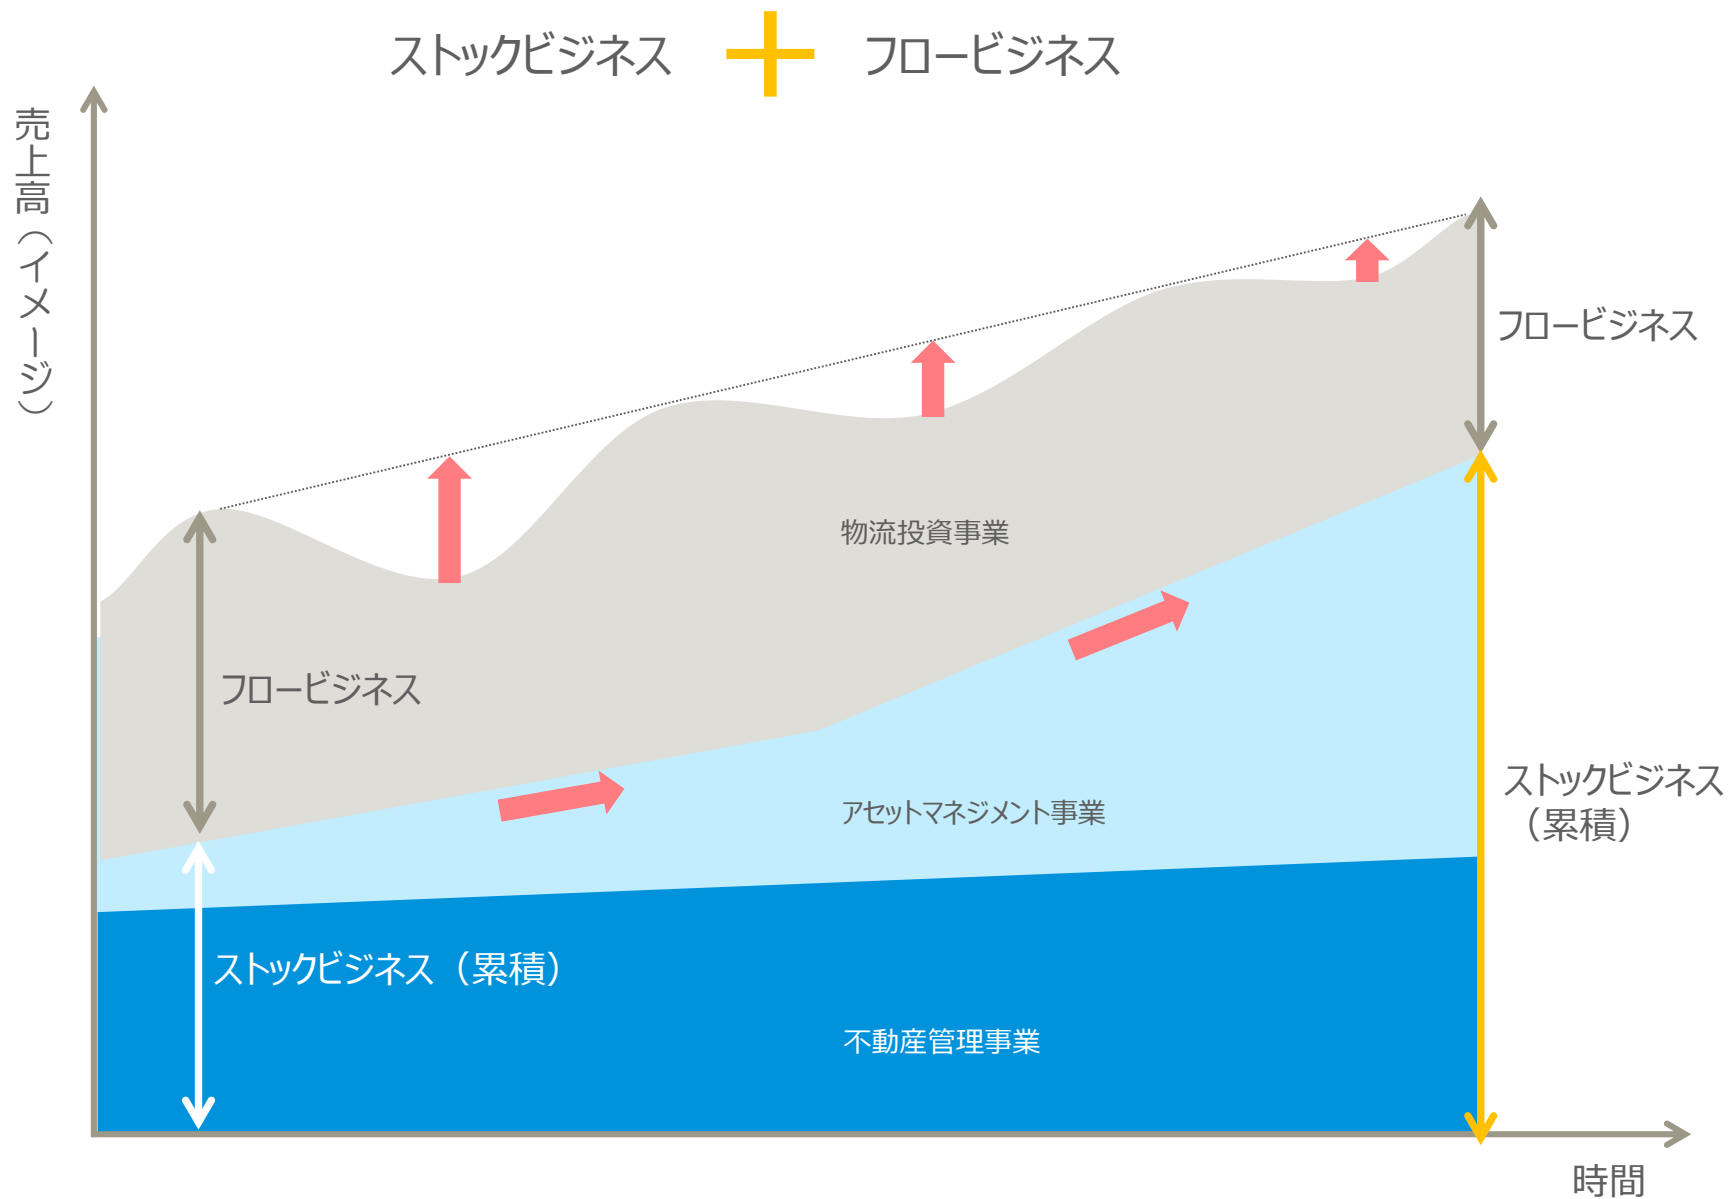 ストックビジネス
フロービジネス
売上高（イメージ）
フロービジネス
物流投資事業
フロービジネス
ストックビジネス
（累積）
アセットマネジメント事業
ストックビジネス（累積）
不動産管理事業
時間